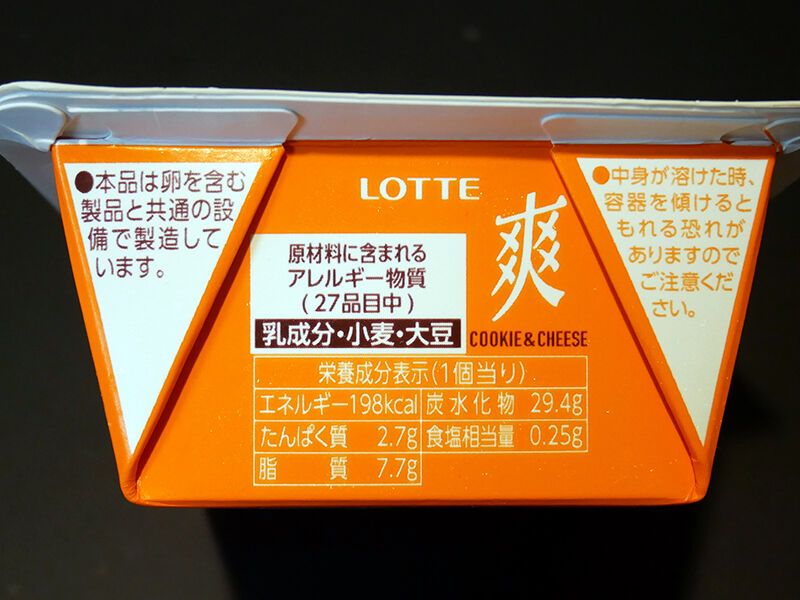 ●本品は卵を含む
製品と共通の設
備で製造して
います。
LOTTE
爽
COOKIE & CHEESE
原材料に含まれる
アレルギー物質
(27品目中)
乳成分・小麦・大豆
栄養成分表示(1個当り)
エネルギー198kcal 炭水化物 29.4g
たんぱく質 2.7g 食塩相当量 0.25g
脂質 7.7g
●中身が溶けた時、
容器を傾けると
もれる恐れが
ありますので
ご注意くだ
さい。